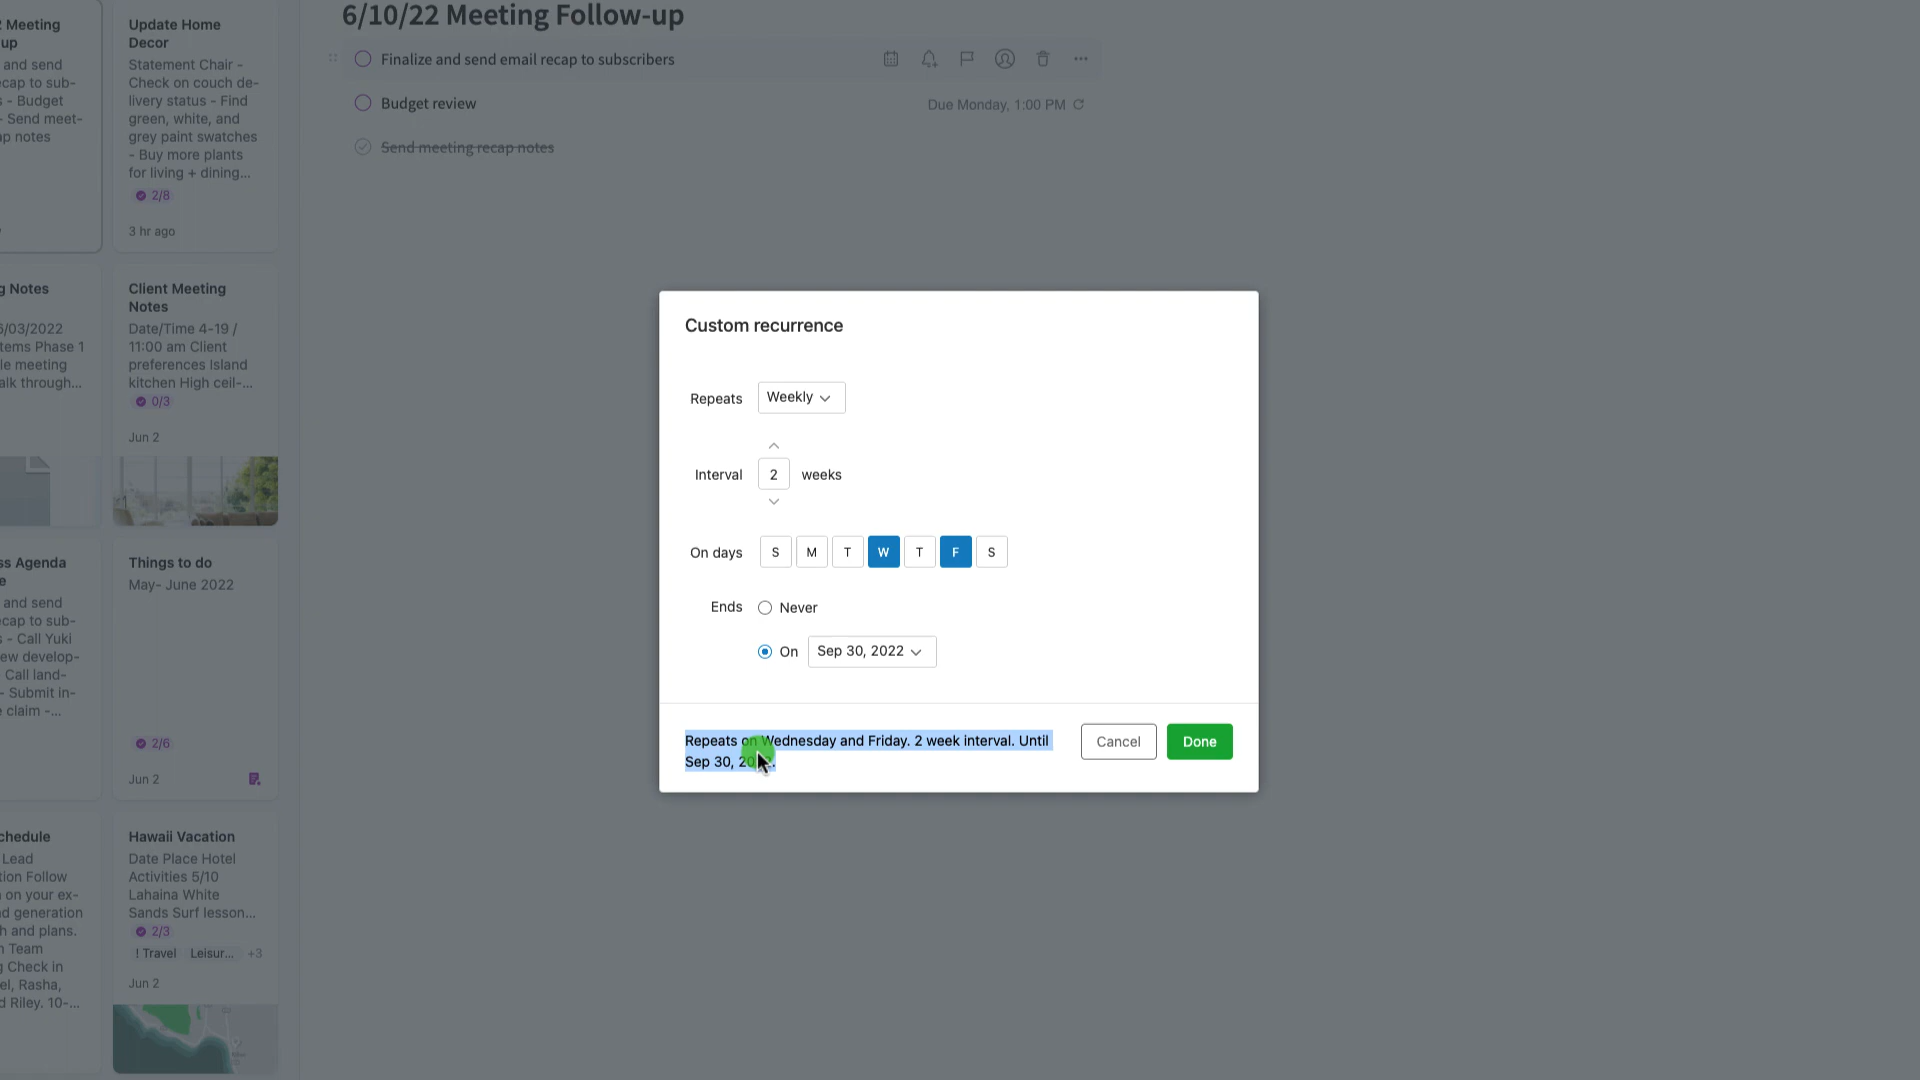 2 Meeting
up
and send
ecap to sub-
s - Budget
- Send meet-
ap notes
Update Home
Decor
Statement Chair -
Check on couch de-
livery status - Find
green, white, and
grey paint swatches
- Buy more plants
for living + dining...
2/8
3 hr ago
6/10/22 Meeting Follow-up
Finalize and send email recap to subscribers
Budget review
Due Monday, 1:00 PM
Send meeting recap notes
g Notes
6/03/2022
tems Phase 1
le meeting
alk through...
Client Meeting
Notes
Date/Time 4-19 /
11:00 am Client
preferences Island
kitchen High ceil-...
0/3
Jun 2
ss Agenda
e
and send
ecap to sub-
s - Call Yuki
ew develop-
Call land-
- Submit in-
e claim -...
Things to do
May- June 2022
2/6
Jun 2
chedule
Lead
tion Follow
on your ex-
d generation
h and plans.
n Team
g Check in
el, Rasha,
d Riley. 10-...
Hawaii Vacation
Date Place Hotel
Activities 5/10
Lahaina White
Sands Surf lesson...
2/3
! Travel Leisur... +3
Jun 2
Custom recurrence
Repeats Weekly
Interval 2 weeks
On days S M T W T F S
Ends Never
On Sep 30, 2022
Repeats on Wednesday and Friday. 2 week interval. Until
Sep 30, 20
Cancel
Done